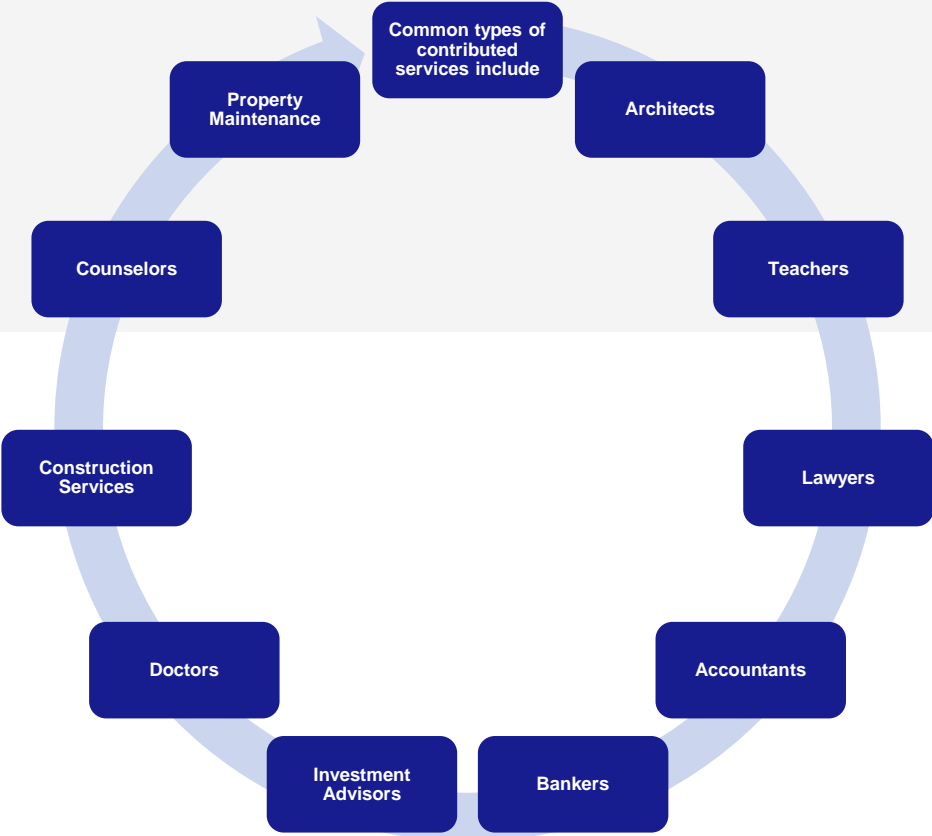 Common types of
contributed
services include
Architects
Teachers
Lawyers
Accountants
Bankers
Investment
Advisors
Doctors
Construction
Services
Counselors
Property
Maintenance